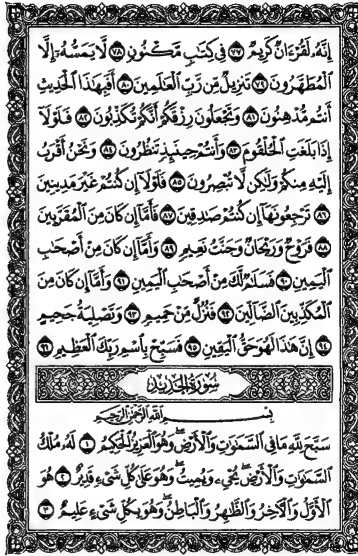 إِنَّهُۥ لَقُرْءَانٌ كَرِيمٌ ٧٧ فِي كِتَٰبٍ مَّكْنُونٍ ٧٨ لَّا يَمَسُّهُۥٓ إِلَّا
ٱلْمُطَهَّرُونَ ٧٩ تَنزِيلٌ مِّن رَّبِّ ٱلْعَٰلَمِينَ ٨٠ أَفَبِهَٰذَا ٱلْحَدِيثِ
أَنتُم مُّدْهِنُونَ ٨١ وَتَجْعَلُونَ رِزْقَكُمْ أَنَّكُمْ تُكَذِّبُونَ ٨٢ فَلَوْلَآ
إِذَا بَلَغَتِ ٱلْحُلْقُومَ ٨٣ وَأَنتُمْ حِينَئِذٍ تَنظُرُونَ ٨٤ وَنَحْنُ أَقْرَبُ
إِلَيْهِ مِنكُمْ وَلَٰكِن لَّا تُبْصِرُونَ ٨٥ فَلَوْلَآ إِن كُنتُمْ غَيْرَ مَدِينِينَ
٨٦ تَرْجِعُونَهَآ إِن كُنتُمْ صَٰدِقِينَ ٨٧ فَأَمَّآ إِن كَانَ مِنَ ٱلْمُقَرَّبِينَ
٨٨ فَرَوْحٌ وَرَيْحَانٌ وَجَنَّتُ نَعِيمٍ ٨٩ وَأَمَّآ إِن كَانَ مِنْ أَصْحَٰبِ
ٱلْيَمِينِ ٩٠ فَسَلَٰمٌ لَّكَ مِنْ أَصْحَٰبِ ٱلْيَمِينِ ٩١ وَأَمَّآ إِن كَانَ مِنَ
ٱلْمُكَذِّبِينَ ٱلضَّآلِّينَ ٩٢ فَنُزُلٌ مِّنْ حَمِيمٍ ٩٣ وَتَصْلِيَةُ جَحِيمٍ
٩٤ إِنَّ هَٰذَا لَهُوَ حَقُّ ٱلْيَقِينِ ٩٥ فَسَبِّحْ بِٱسْمِ رَبِّكَ ٱلْعَظِيمِ ٩٦
سُورَةُ الحَدِيدِ
بِسْمِ ٱللَّهِ ٱلرَّحْمَٰنِ ٱلرَّحِيمِ
سَبَّحَ لِلَّهِ مَا فِي ٱلسَّمَٰوَٰتِ وَٱلْأَرْضِ ۖ وَهُوَ ٱلْعَزِيزُ ٱلْحَكِيمُ ١ لَهُۥ مُلْكُ
ٱلسَّمَٰوَٰتِ وَٱلْأَرْضِ ۖ يُحْيِۦ وَيُمِيتُ ۖ وَهُوَ عَلَىٰ كُلِّ شَيْءٍ قَدِيرٌ ٢ هُوَ
ٱلْأَوَّلُ وَٱلْءَاخِرُ وَٱلظَّٰهِرُ وَٱلْبَاطِنُ ۖ وَهُوَ بِكُلِّ شَيْءٍ عَلِيمٌ ٣